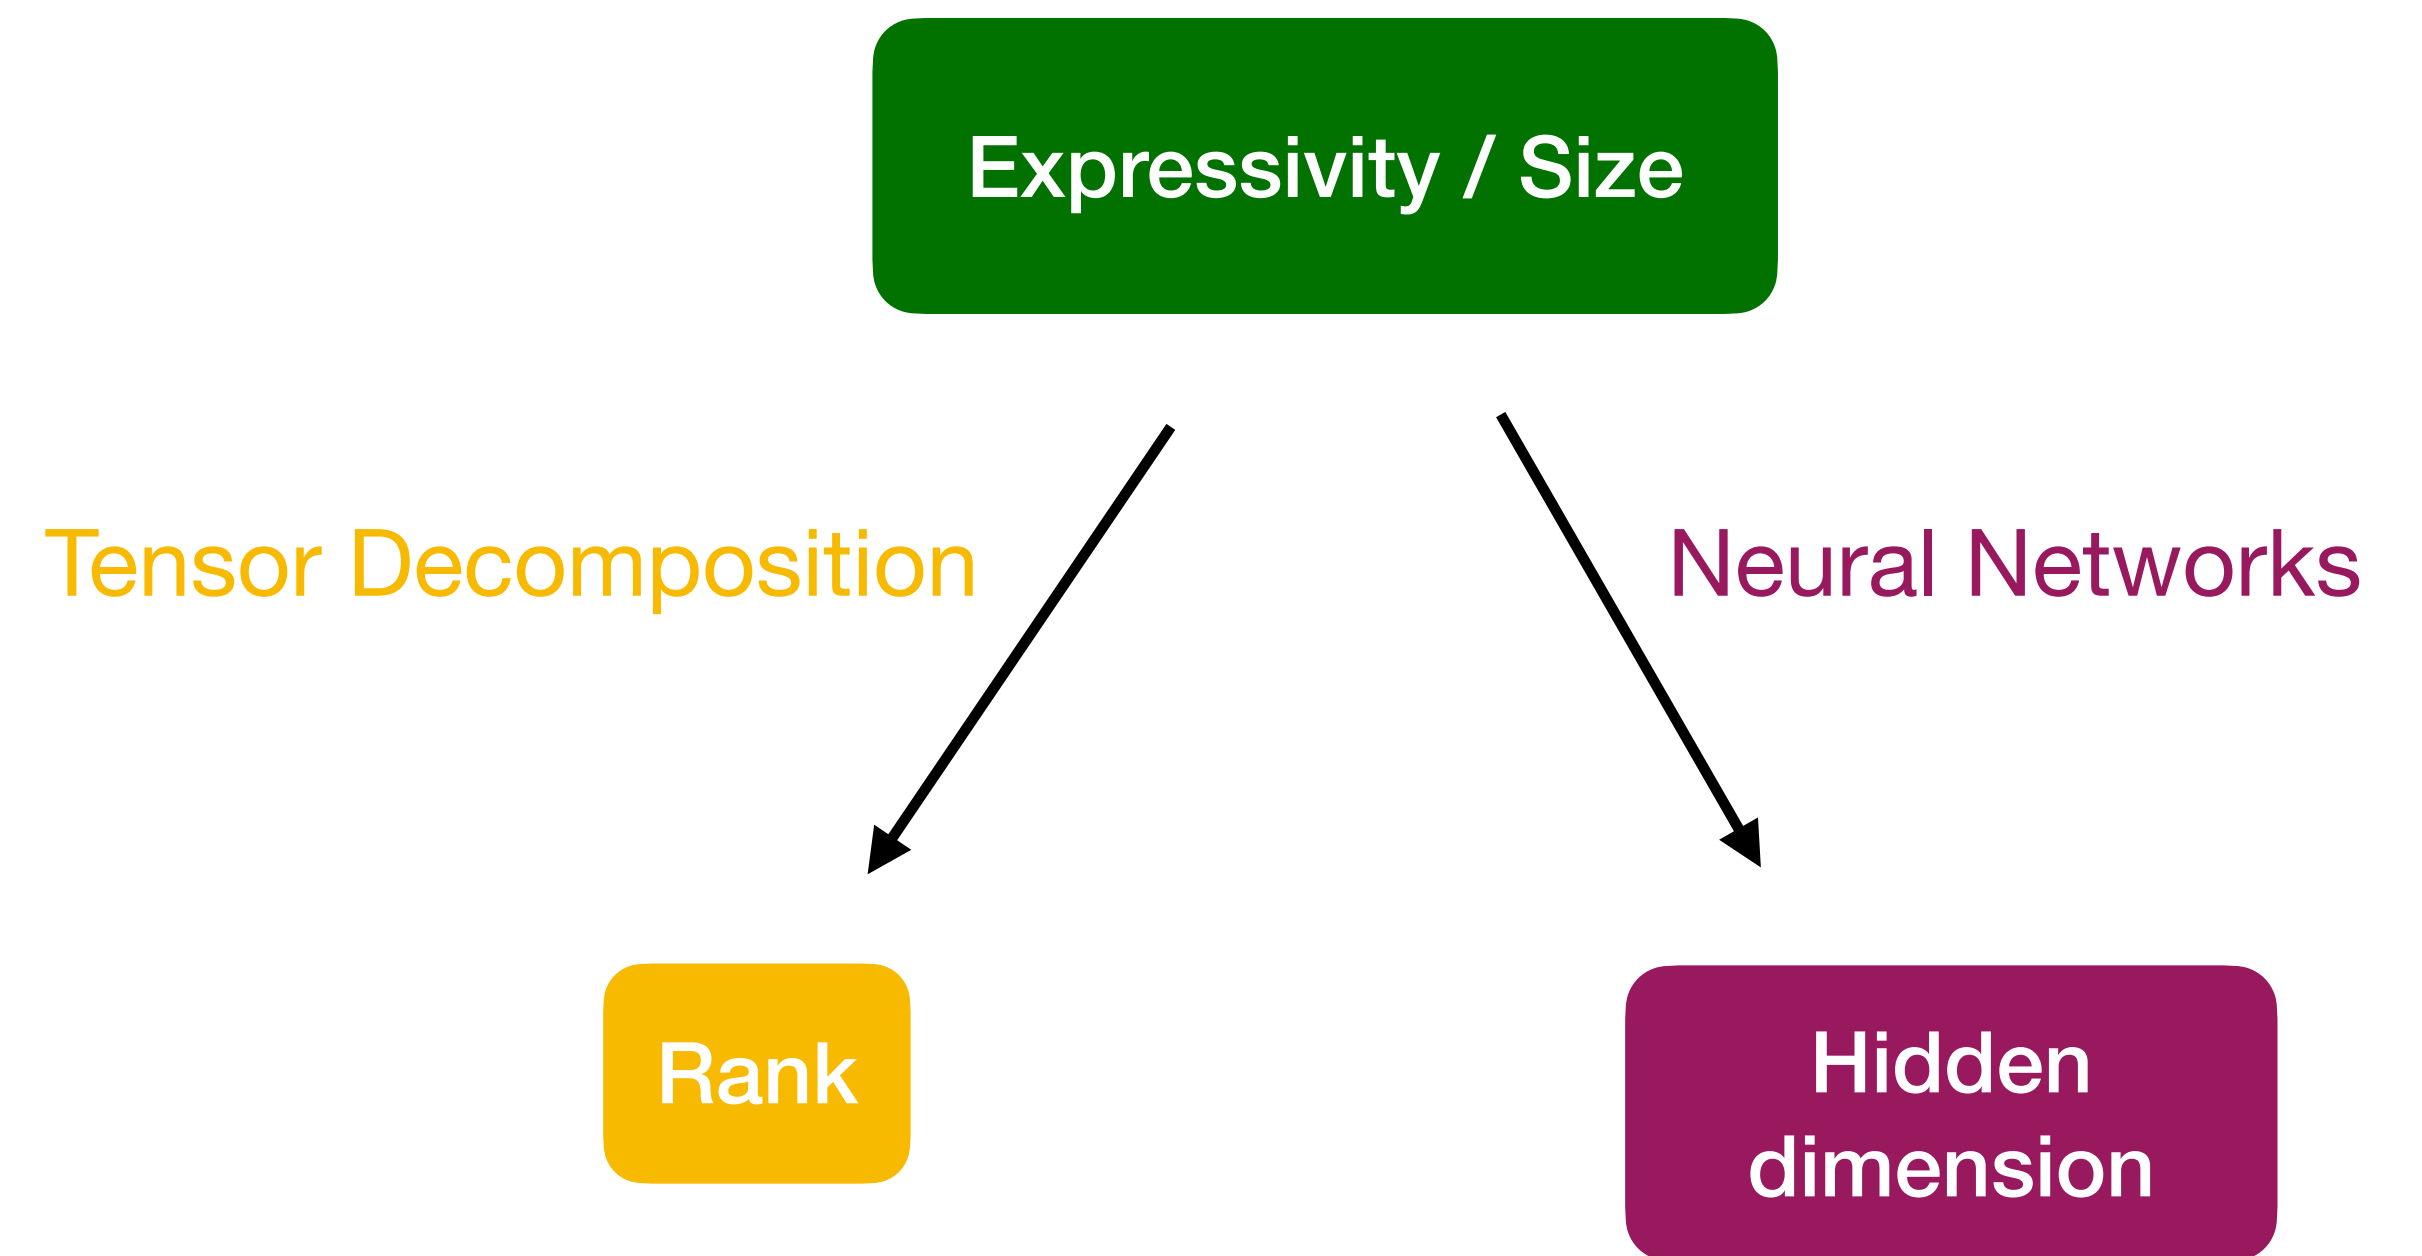 Expressivity / Size
Tensor Decomposition
Neural Networks
Rank
Hidden
dimension